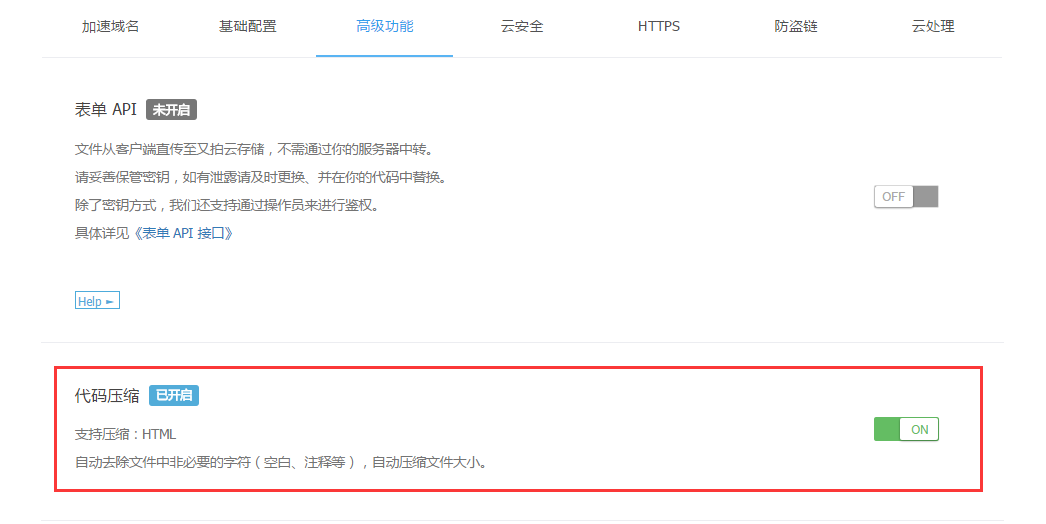 加速域名 基础配置 高级功能 云安全 HTTPS 防盗链 云处理
表单 API 未开启
文件从客户端直传至又拍云存储，不需通过你的服务器中转。
请妥善保管密钥，如有泄露请及时更换、并在你的代码中替换。
OFF
除了密钥方式，我们还支持通过操作员来进行鉴权。
具体详见《表单 API 接口》
Help ►
代码压缩 已开启
支持压缩：HTML
ON
自动去除文件中非必要的字符（空白、注释等），自动压缩文件大小。